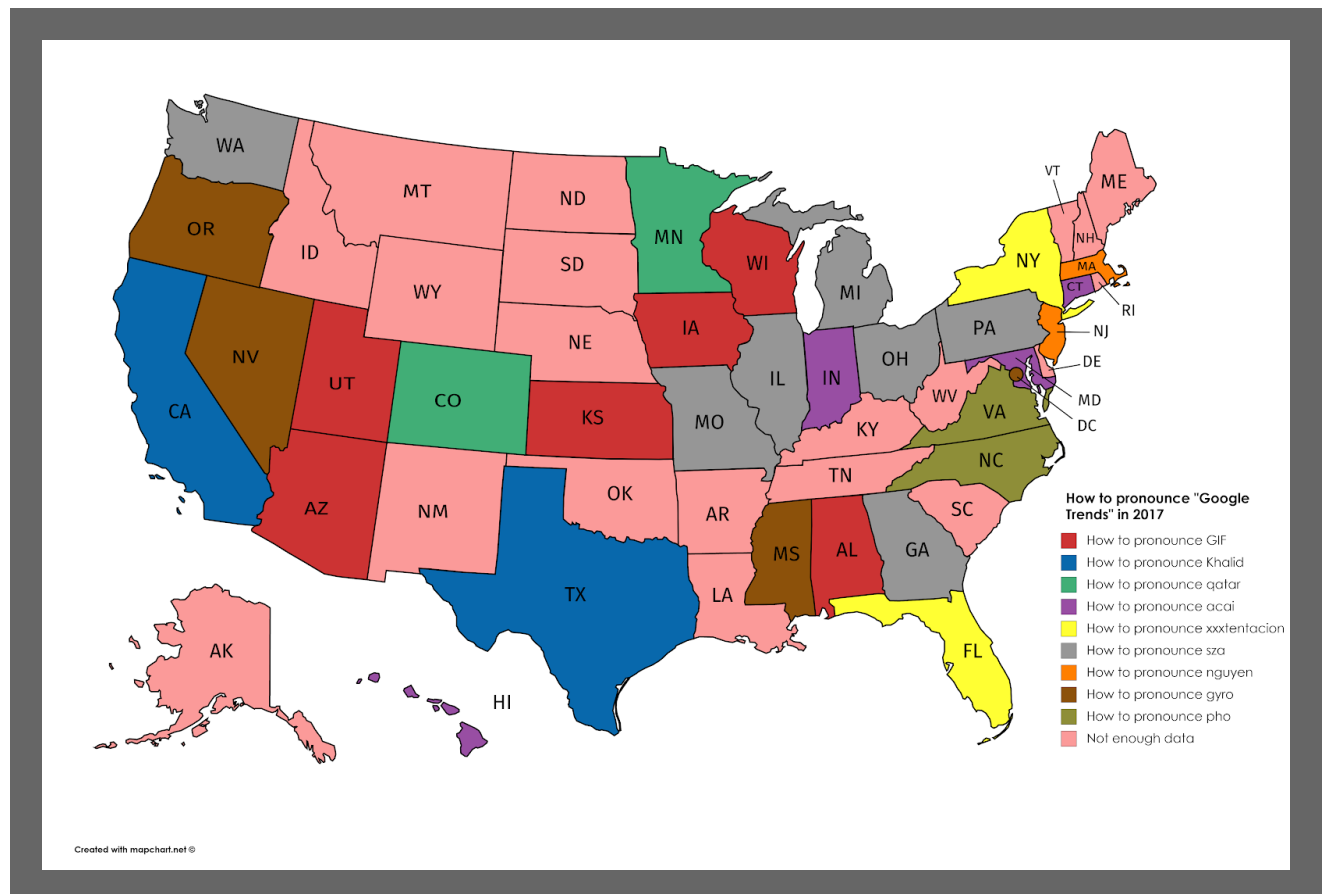 WA
MT
ND
MN
VT
ME
OR
ID
SD
WI
NH
NY
MA
WY
MI
CT
RI
IA
PA
NJ
NE
NV
OH
DE
UT
IL
IN
CO
WV
MD
CA
KS
MO
VA
DC
KY
NC
TN
OK
AZ
NM
AR
SC
MS
AL
GA
LA
TX
FL
AK
HI
How to pronounce "Google
Trends" in 2017
How to pronounce GIF
How to pronounce Khalid
How to pronounce qatar
How to pronounce acai
How to pronounce xxxtentacion
How to pronounce sza
How to pronounce nguyen
How to pronounce gyro
How to pronounce pho
Not enough data
Created with mapchart.net ©